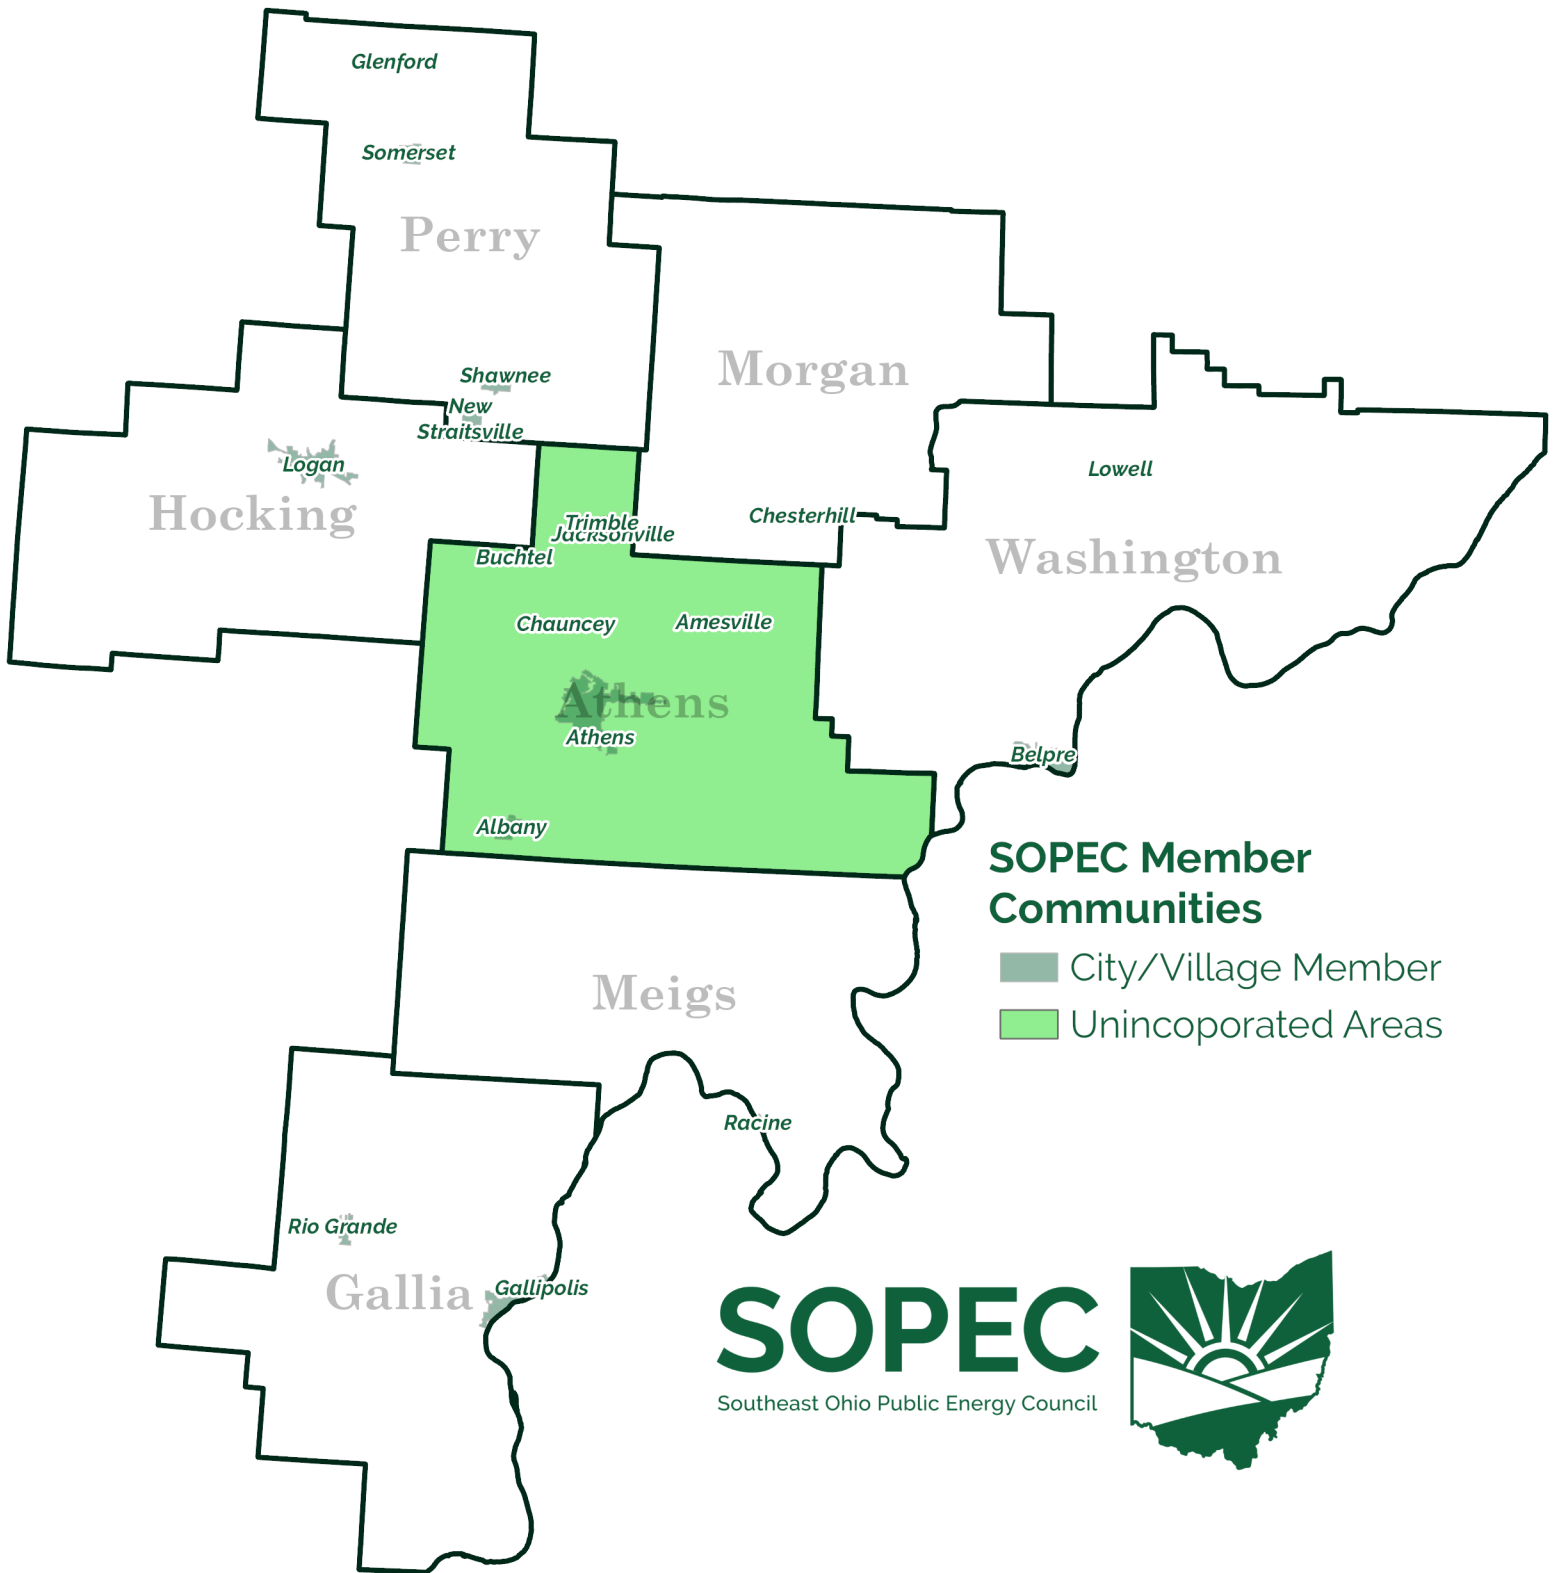 Glenford
Somerset
Perry
Morgan
Shawnee
New
Straitsville
Logan
Hocking
Lowell
Chesterhill
Washington
Trimble
Jacksonville
Buchtel
Chauncey
Amesville
Athens
Athens
Belpre
Albany
SOPEC Member
Communities
City/Village Member
Unincoporated Areas
Meigs
Racine
Rio Grande
Gallia
Gallipolis
SOPEC
Southeast Ohio Public Energy Council